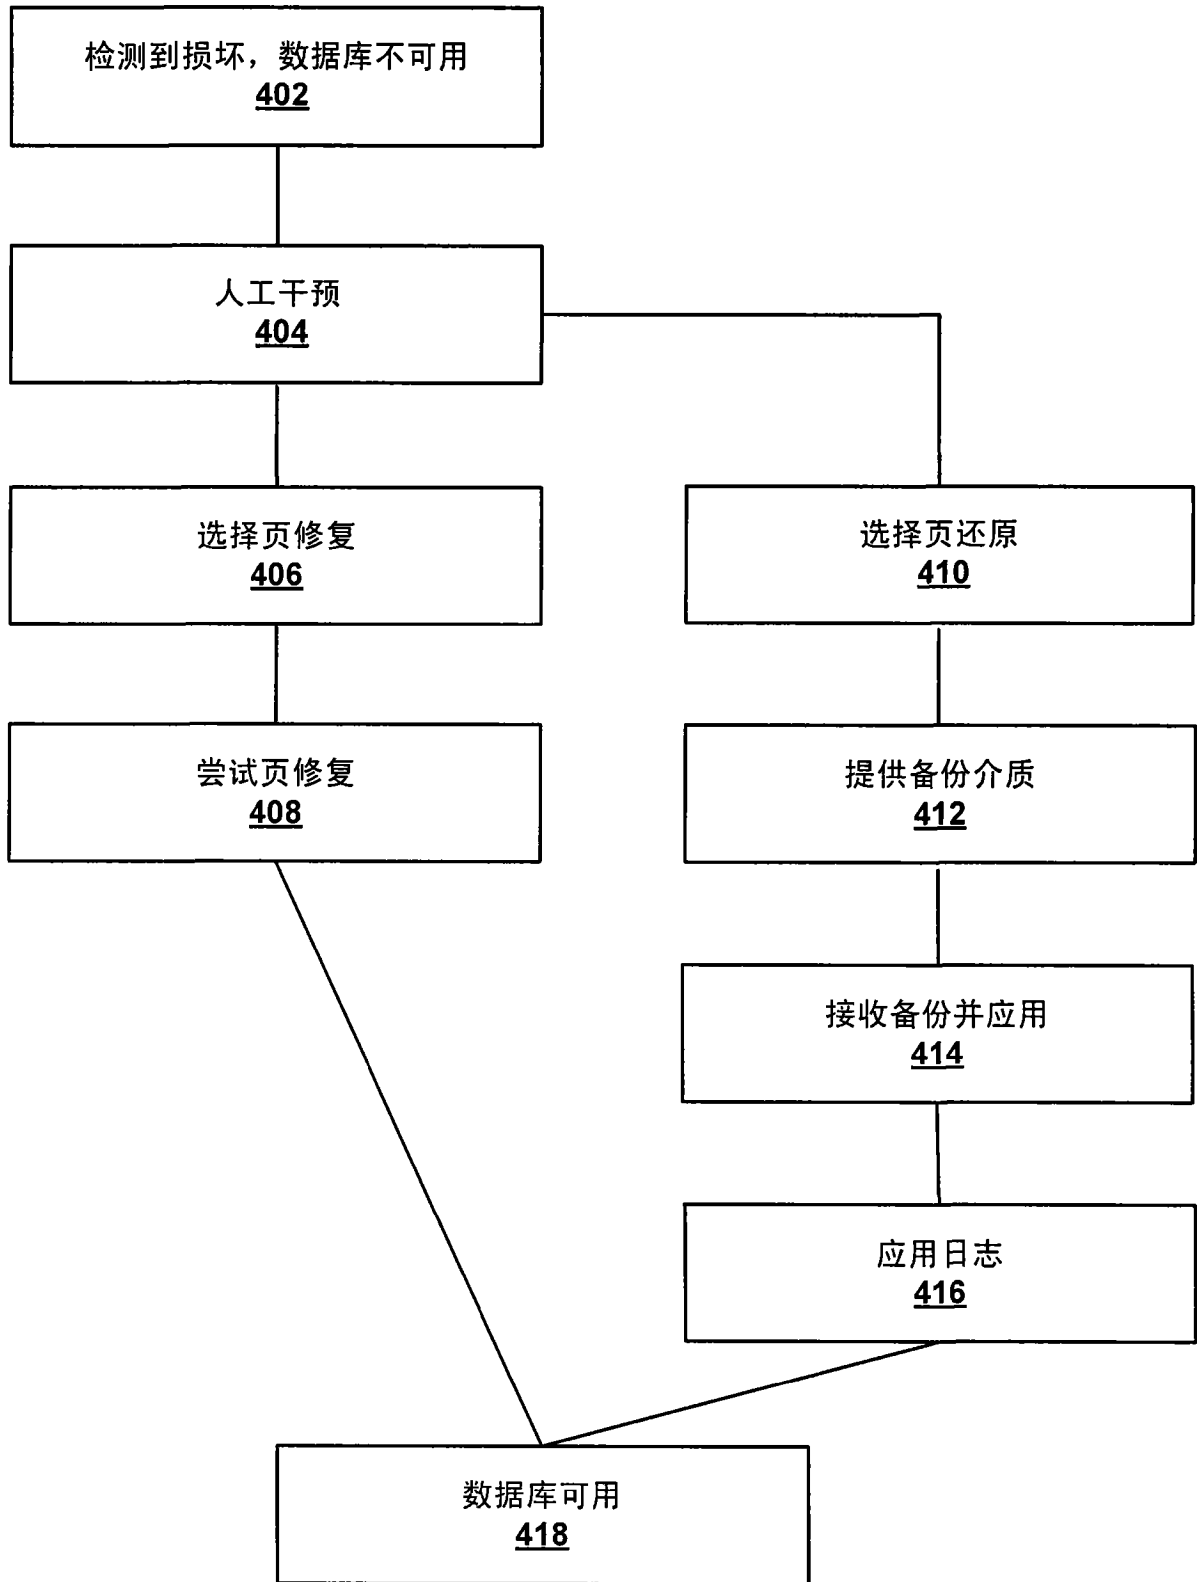 检测到损坏，数据库不可用
402
人工干预
404
选择页修复
406
选择页还原
410
尝试页修复
408
提供备份介质
412
接收备份并应用
414
应用日志
416
数据库可用
418